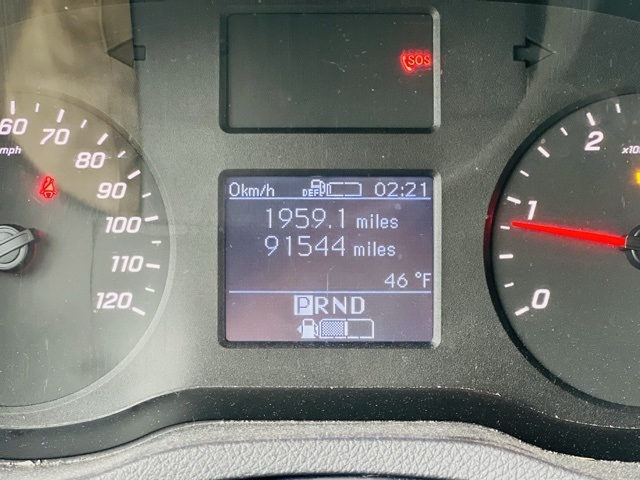 SOS
60
70
80
90
100
110
120
mph
0km/h DEF 02:21
1959.1 miles
91544 miles
46 °F
PRND
2
1
0